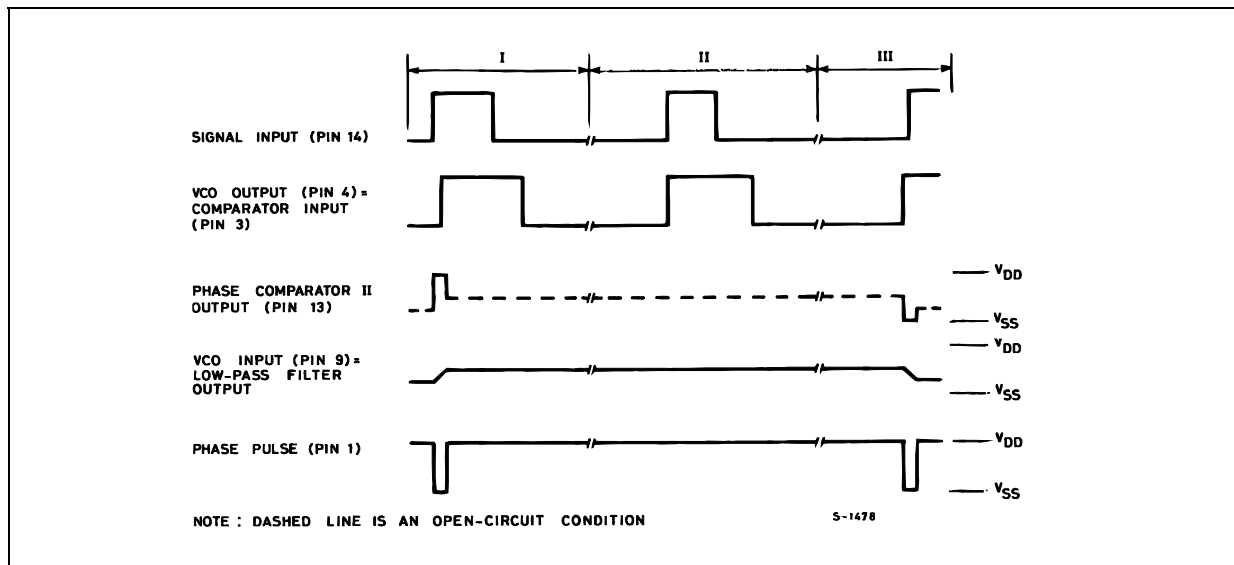 I II III
SIGNAL INPUT (PIN 14)
VCO OUTPUT (PIN 4)=
COMPARATOR INPUT
(PIN 3)
PHASE COMPARATOR II
OUTPUT (PIN 13)
VDD
VSS
VCO INPUT (PIN 9)=
LOW-PASS FILTER
OUTPUT
VDD
VSS
PHASE PULSE (PIN 1)
VDD
VSS
NOTE : DASHED LINE IS AN OPEN-CIRCUIT CONDITION
S-1478